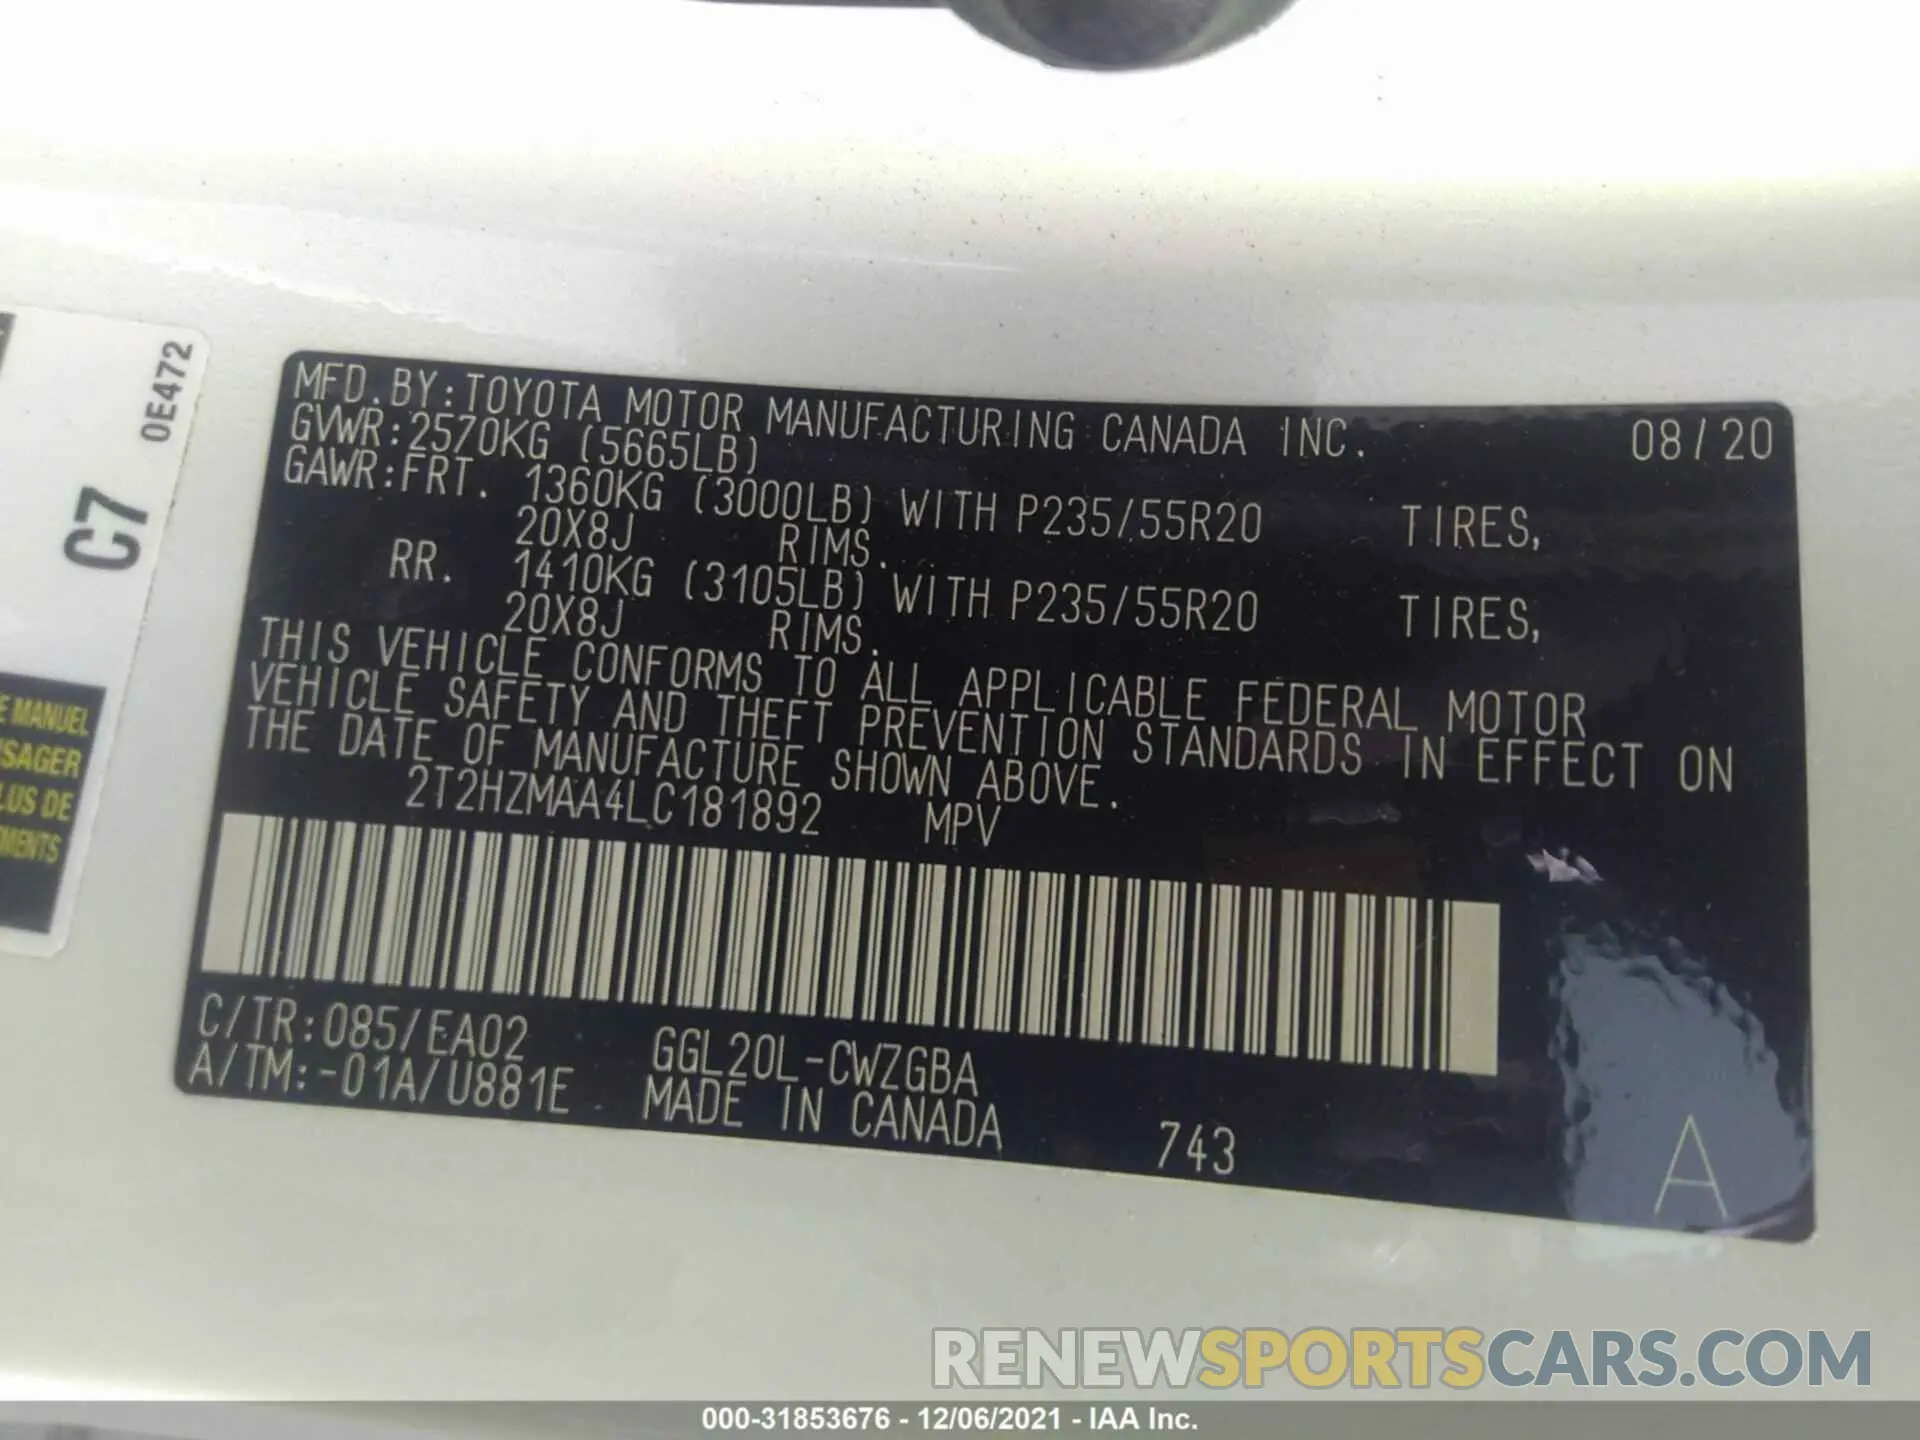 MFD.BY:TOYOTA MOTOR MANUFACTURING CANADA INC. 08/20
GVWR:2570KG (5665LB)
GAWR:FRT. 1360KG (3000LB) WITH P235/55R20 TIRES,
20X8J RIMS.
RR. 1410KG (3105LB) WITH P235/55R20 TIRES,
20X8J RIMS.
THIS VEHICLE CONFORMS TO ALL APPLICABLE FEDERAL MOTOR
VEHICLE SAFETY AND THEFT PREVENTION STANDARDS IN EFFECT ON
THE DATE OF MANUFACTURE SHOWN ABOVE.
2T2HZMAA4LC181892 MPV
C/TR:085/EA02 GGL20L-CWZGBA
A/TM:-01A/U881E MADE IN CANADA 743
A
0E472
C7
MANUEL
LUS DE
RENEWSPORTSCARS.COM
000-31853676 - 12/06/2021 - IAA Inc.